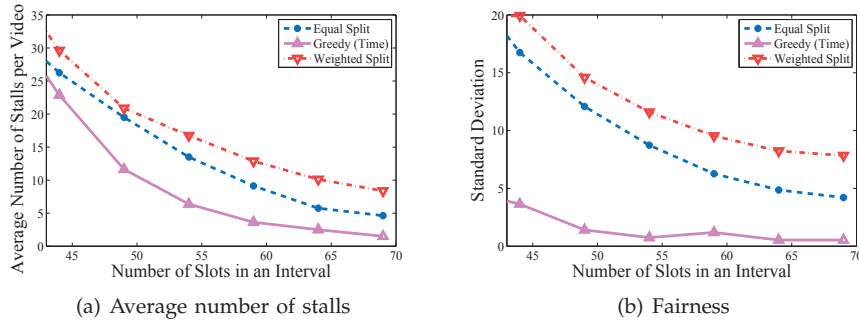 35
30
25
20
15
10
5
0
45
50
55
60
65
70
Average Number of Stalls per Video
Number of Slots in an Interval
Equal Split
Greedy (Time)
Weighted Split
(a) Average number of stalls
20
15
10
5
0
45
50
55
60
65
70
Standard Deviation
Number of Slots in an Interval
Equal Split
Greedy (Time)
Weighted Split
(b) Fairness